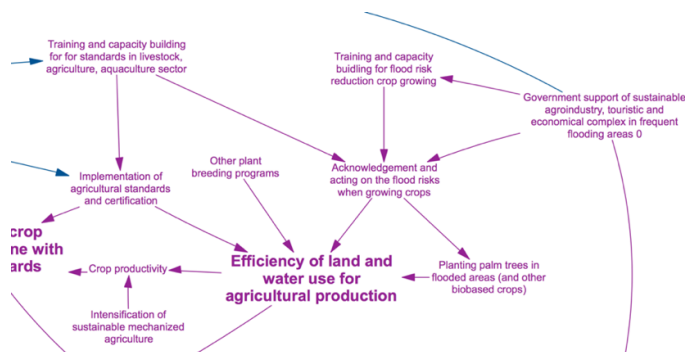 Training and capacity building
for for standards in livestock,
agriculture, aquaculture sector
Training and capacity
buidling for flood risk
reduction crop growing
Government support of sustainable
agroindustry, touristic and
economical complex in frequent
flooding areas 0
Implementation of
agricultural standards
and certification
Other plant
breeding programs
Acknowledgement and
acting on the flood risks
when growing crops
crop
ne with
ards
Crop productivity
Efficiency of land and
water use for
agricultural production
Planting palm trees in
flooded areas (and other
biobased crops)
Intensification of
sustainable mechanized
agriculture